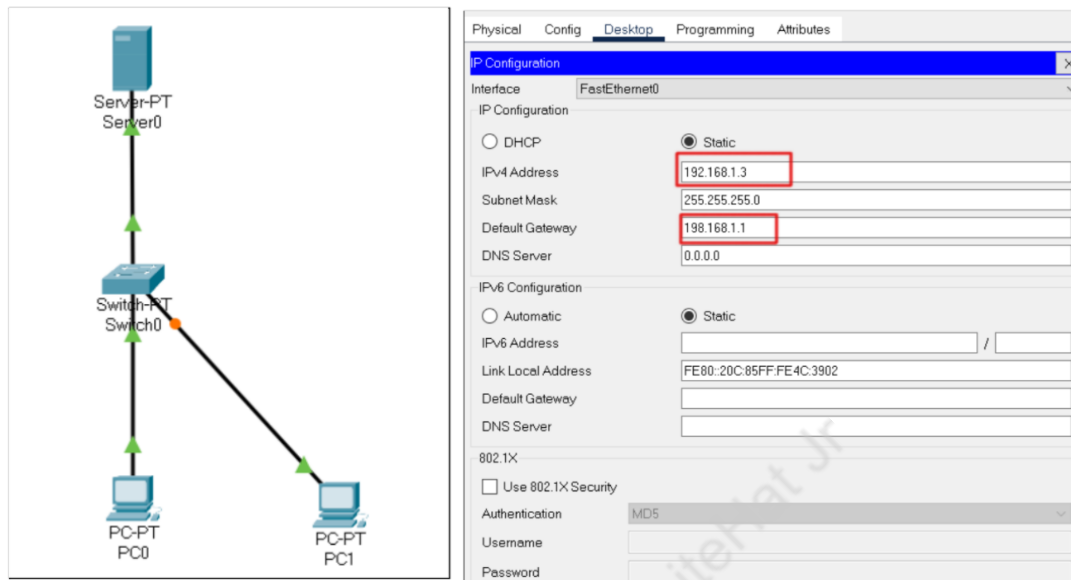 Server-PT
Server0
Switch-PT
Switch0
PC-PT
PC0
PC-PT
PC1
Physical Config Desktop Programming Attributes
IP Configuration X
Interface FastEthernet0
IP Configuration
DHCP Static
IPv4 Address 192.168.1.3
Subnet Mask 255.255.255.0
Default Gateway 198.168.1.1
DNS Server 0.0.0.0
IPv6 Configuration
Automatic Static
IPv6 Address /
Link Local Address FE80::20C:85FF:FE4C:3902
Default Gateway
DNS Server
802.1X
Use 802.1X Security
Authentication MD5
Username
Password
iteHat Jr